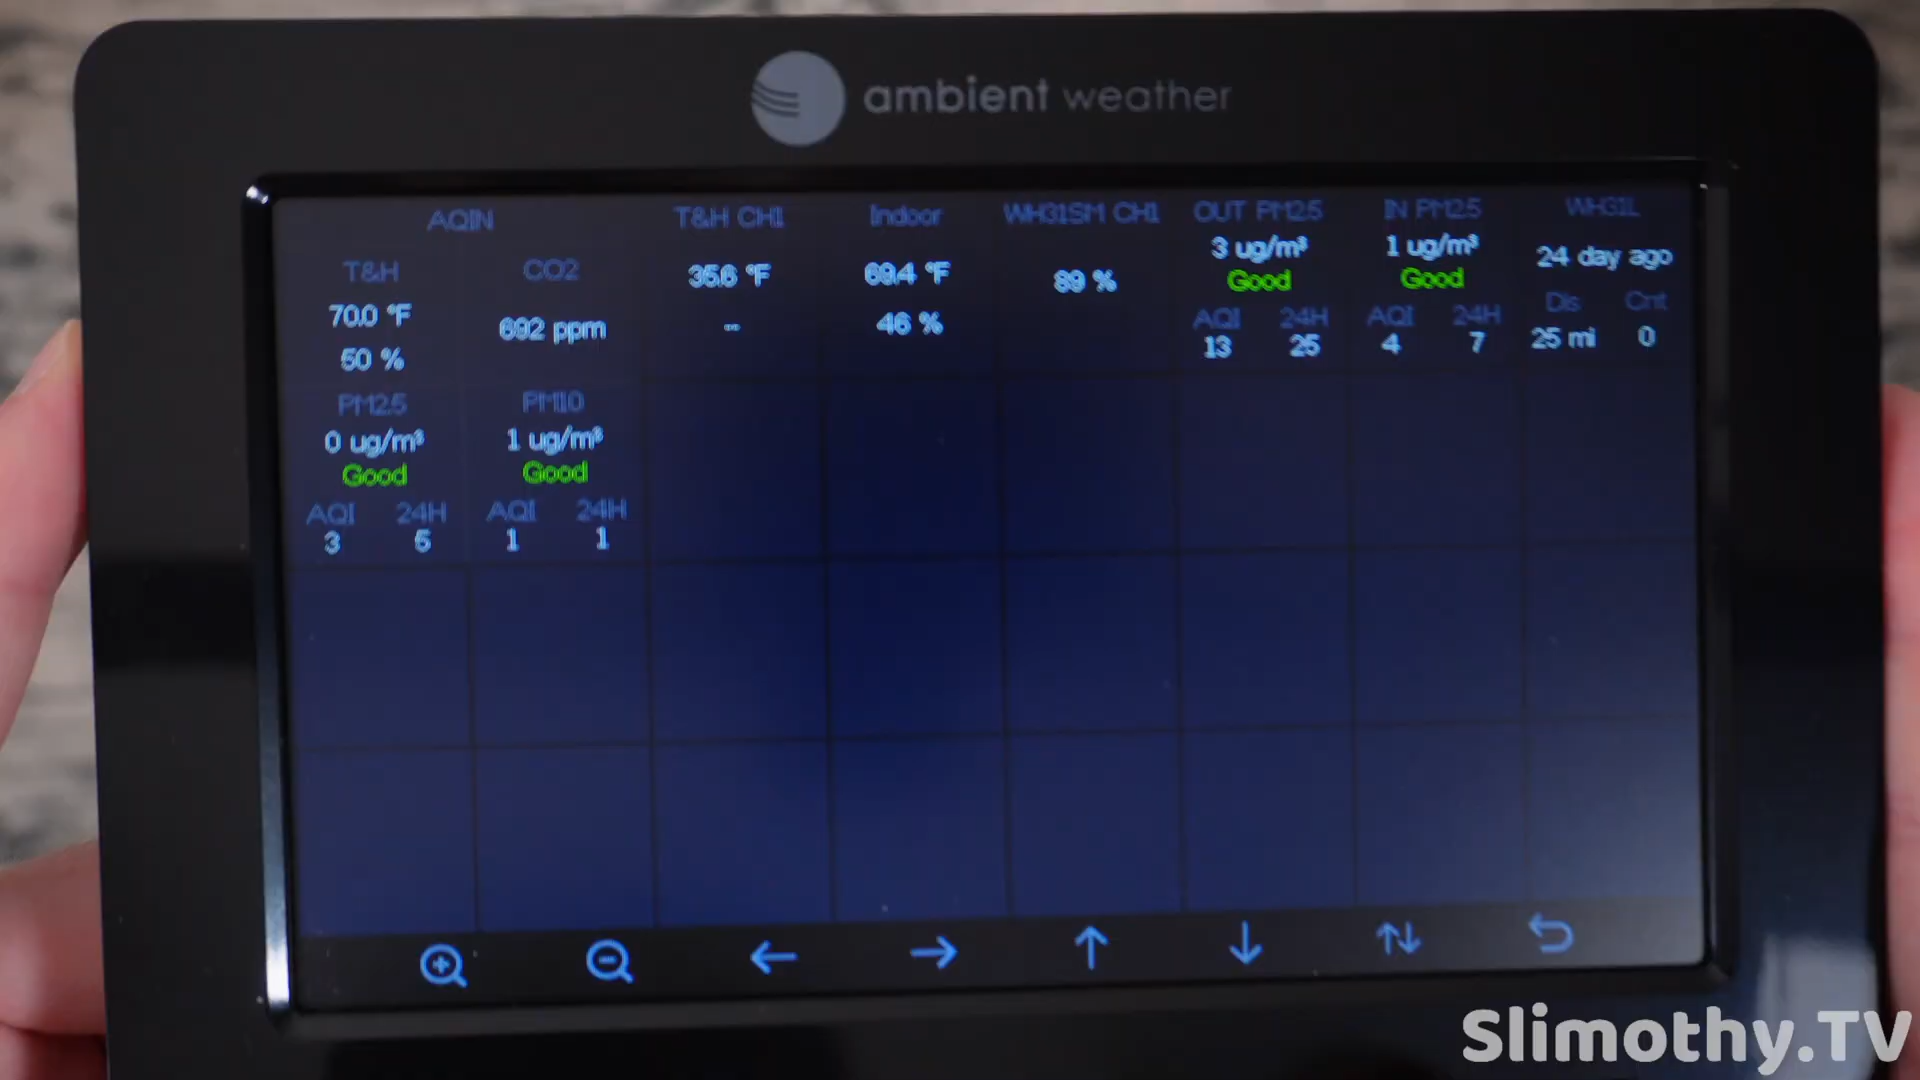 ambient weather
AQIN
T&H CH1
Indoor
WH31SM CH1
OUT PM2.5
IN PM2.5
WH31L
T&H
70.0 °F
50 %
CO2
692 ppm
35.6 °F
--
69.4 °F
46 %
89 %
3 ug/m³
Good
AQI 24H
13 25
1 ug/m³
Good
AQI 24H
4 7
24 day ago
Dis Cnt
25 mi 0
PM2.5
0 ug/m³
Good
AQI 24H
3 5
PM10
1 ug/m³
Good
AQI 24H
1 1
Slimothy.TV